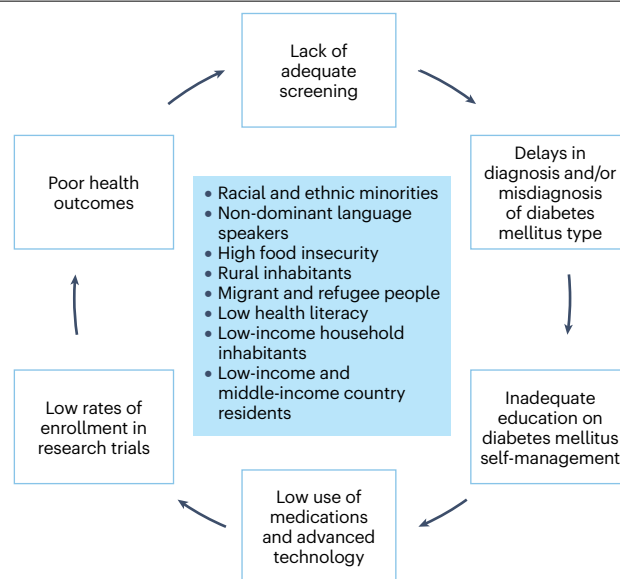 Lack of
adequate
screening
Delays in
diagnosis and/or
misdiagnosis
of diabetes
mellitus type
Inadequate
education on
diabetes mellitus
self-management
Low use of
medications
and advanced
technology
Low rates of
enrollment in
research trials
Poor health
outcomes
• Racial and ethnic minorities
• Non-dominant language
speakers
• High food insecurity
• Rural inhabitants
• Migrant and refugee people
• Low health literacy
• Low-income household
inhabitants
• Low-income and
middle-income country
residents